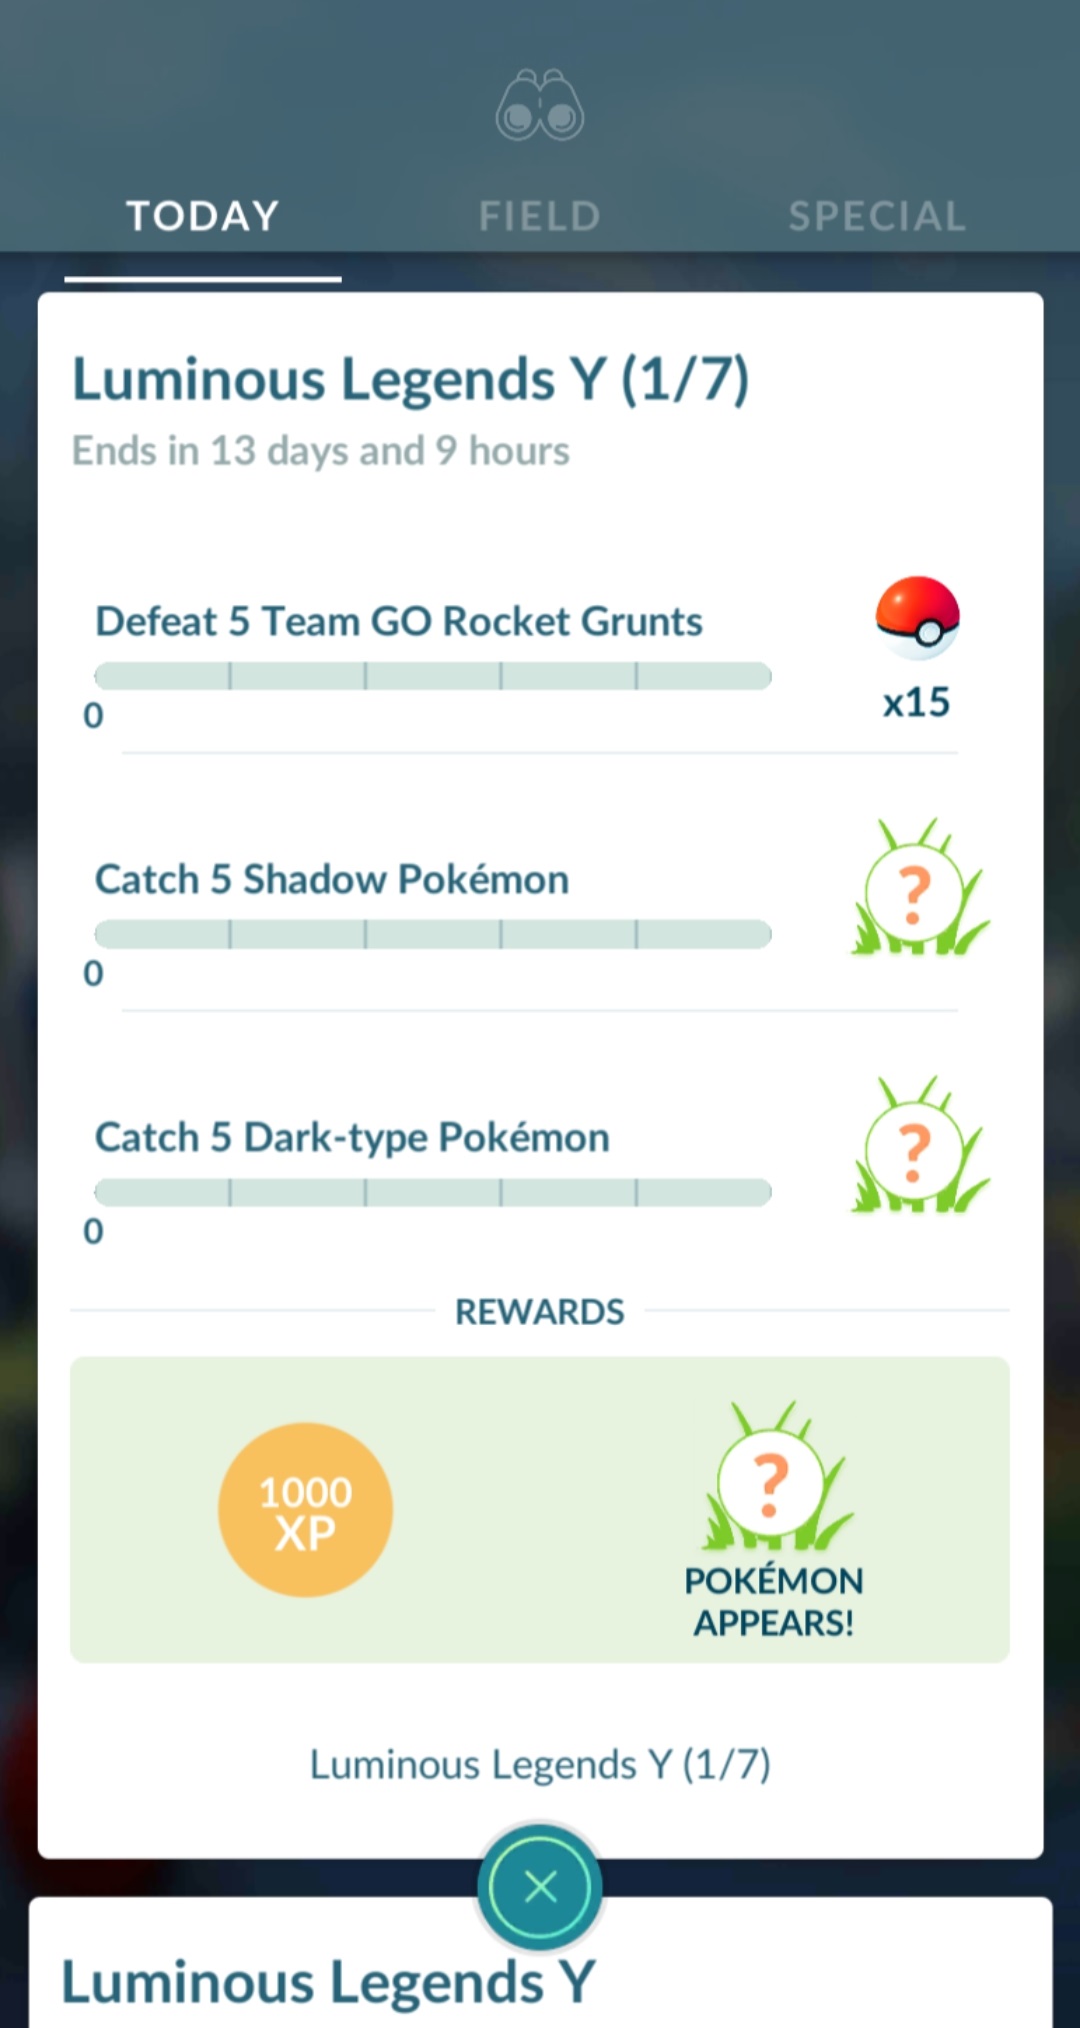 TODAY FIELD SPECIAL
Luminous Legends Y (1/7)
Ends in 13 days and 9 hours
Defeat 5 Team GO Rocket Grunts
0
x15
Catch 5 Shadow Pokémon
0
?
Catch 5 Dark-type Pokémon
0
?
REWARDS
1000
XP
?
POKÉMON
APPEARS!
Luminous Legends Y (1/7)
Luminous Legends Y